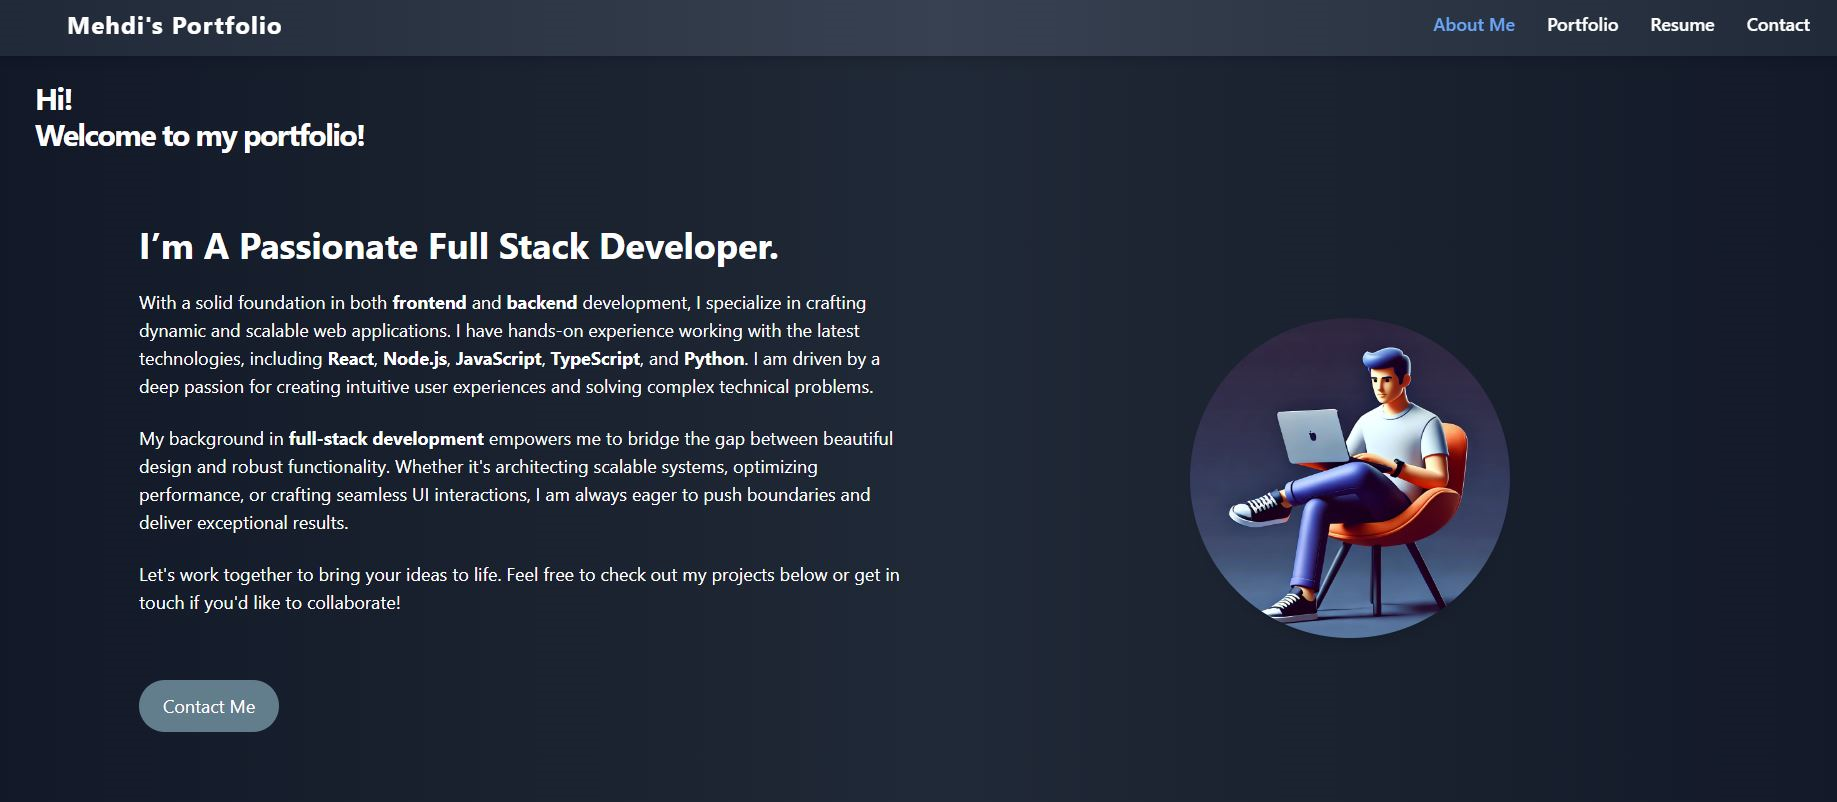 Mehdi's Portfolio
About Me Portfolio Resume Contact
Hi!
Welcome to my portfolio!
I’m A Passionate Full Stack Developer.
With a solid foundation in both frontend and backend development, I specialize in crafting
dynamic and scalable web applications. I have hands-on experience working with the latest
technologies, including React, Node.js, JavaScript, TypeScript, and Python. I am driven by a
deep passion for creating intuitive user experiences and solving complex technical problems.
My background in full-stack development empowers me to bridge the gap between beautiful
design and robust functionality. Whether it's architecting scalable systems, optimizing
performance, or crafting seamless UI interactions, I am always eager to push boundaries and
deliver exceptional results.
Let's work together to bring your ideas to life. Feel free to check out my projects below or get in
touch if you'd like to collaborate!
Contact Me